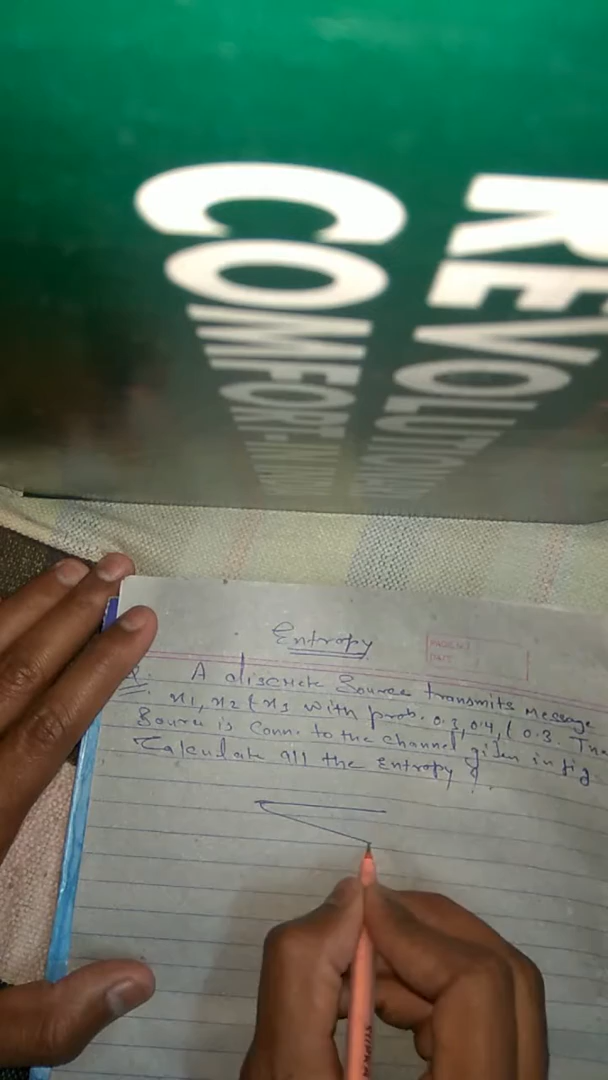 REVOLUTION
COMFORT
Entropy
Q. A discrete Source transmits Message
x1, x2 & x3 with prob. 0.3, 0.4, & 0.3. The
Source is Conn. to the channel given in fig
Calculate all the Entropy?